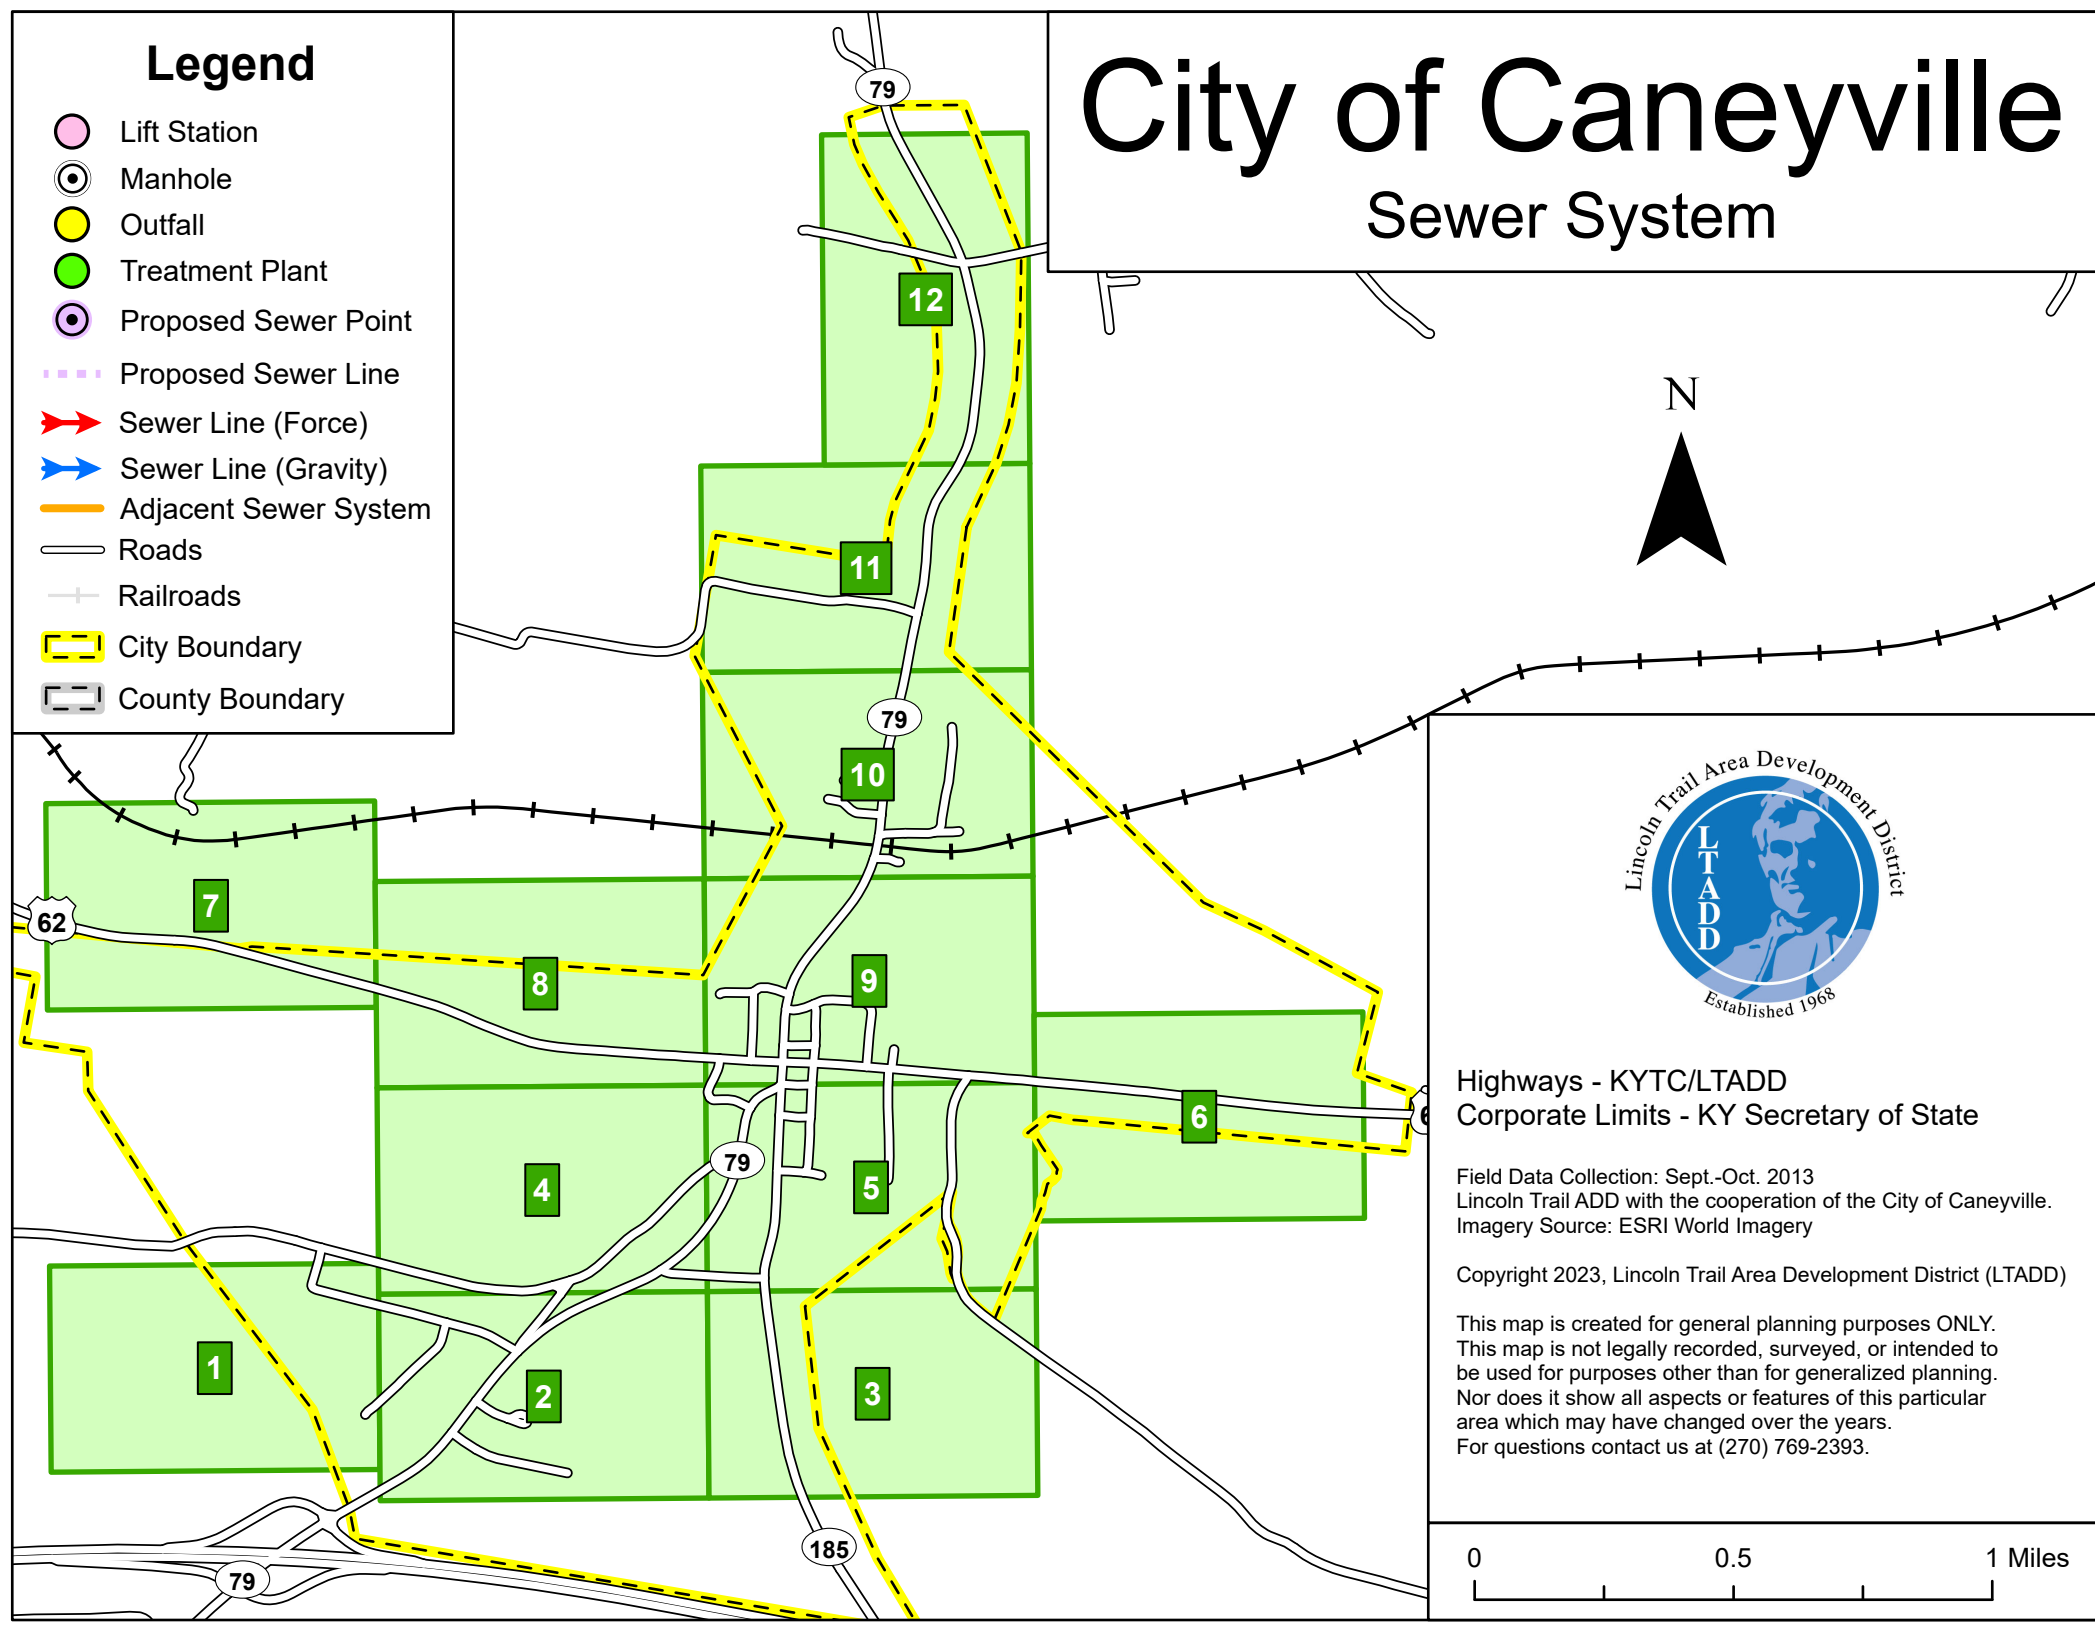 Legend
Lift Station
Manhole
Outfall
Treatment Plant
Proposed Sewer Point
Proposed Sewer Line
Sewer Line (Force)
Sewer Line (Gravity)
Adjacent Sewer System
Roads
Railroads
City Boundary
County Boundary
City of Caneyville
Sewer System
79
12
N
11
79
10
7
62
8
9
6
79
4
5
1
2
3
185
79
Lincoln Trail Area Development District
LTADD
Established 1968
Highways - KYTC/LTADD
Corporate Limits - KY Secretary of State
Field Data Collection: Sept.-Oct. 2013
Lincoln Trail ADD with the cooperation of the City of Caneyville.
Imagery Source: ESRI World Imagery
Copyright 2023, Lincoln Trail Area Development District (LTADD)
This map is created for general planning purposes ONLY.
This map is not legally recorded, surveyed, or intended to
be used for purposes other than for generalized planning.
Nor does it show all aspects or features of this particular
area which may have changed over the years.
For questions contact us at (270) 769-2393.
0 0.5 1 Miles